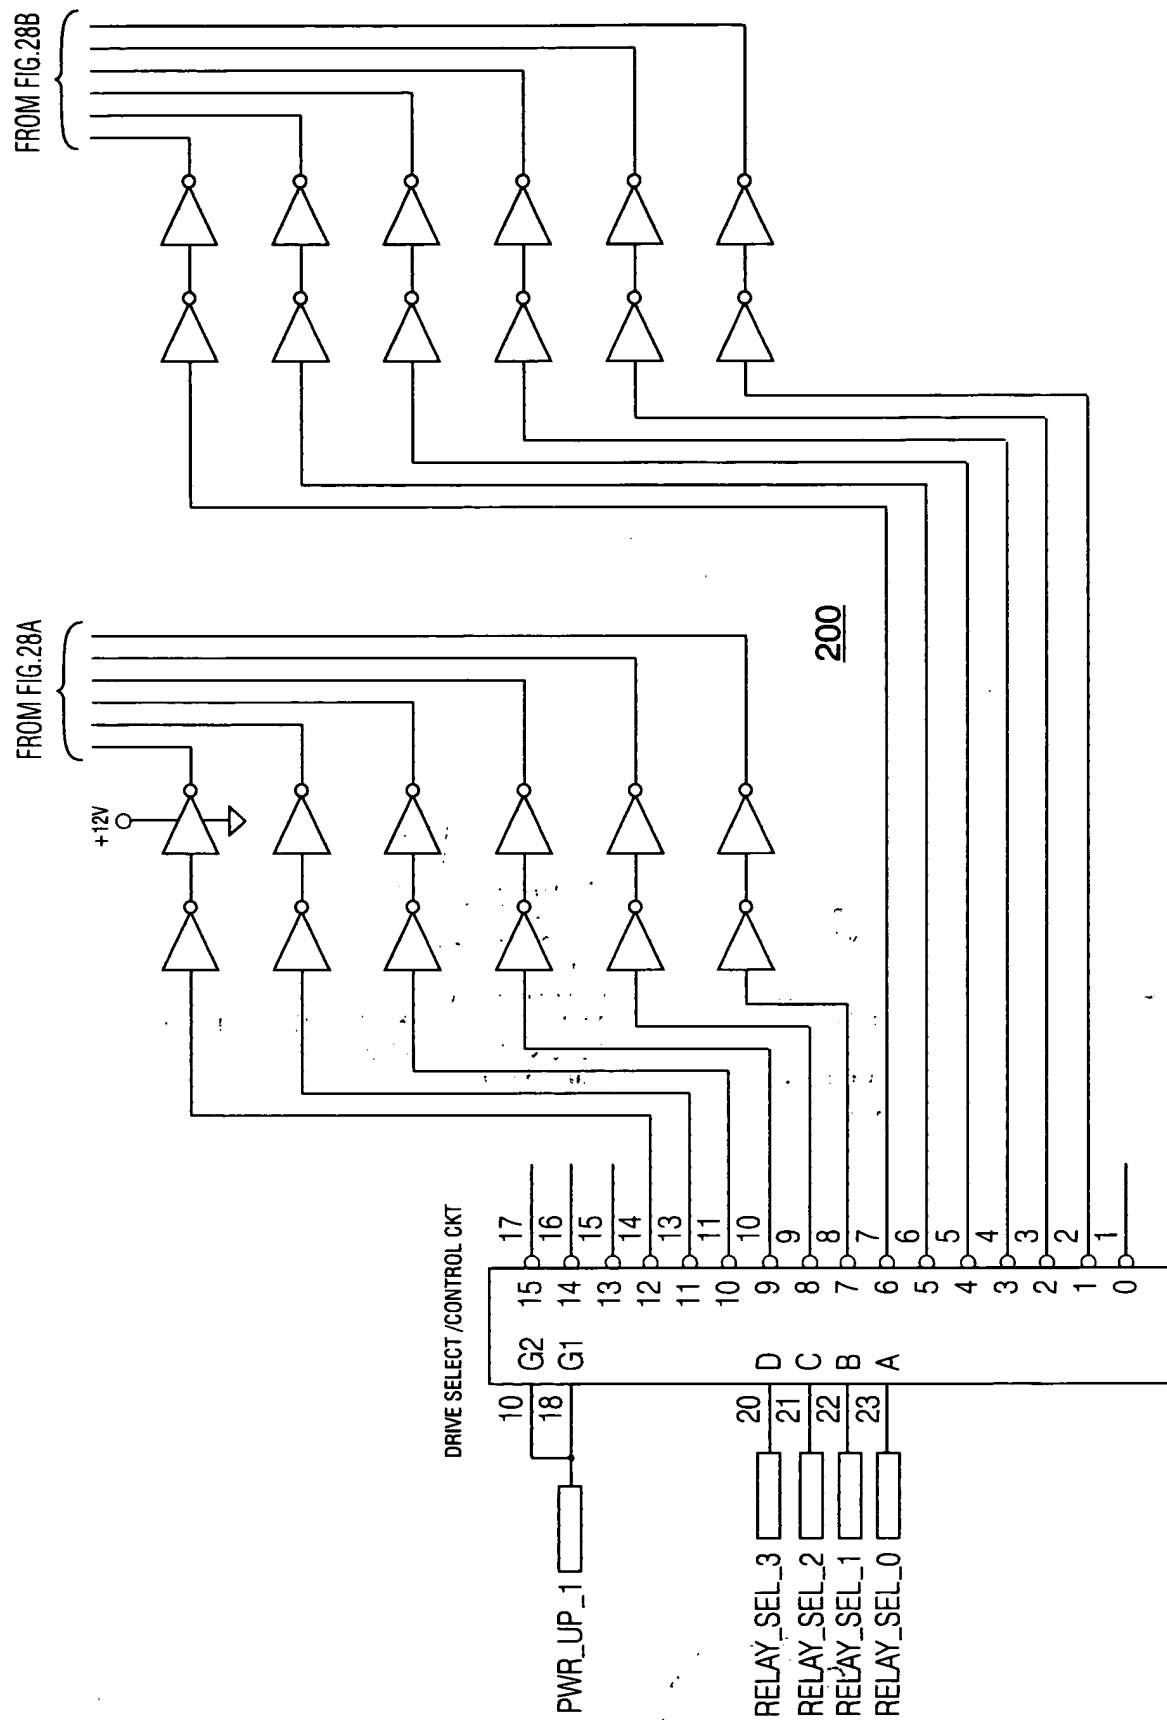 FROM FIG.28A
FROM FIG.28B
+12V
200
DRIVE SELECT /CONTROL CKT
PWR_UP_1
10 G2 15 17
18 G1 14 16
13 15
12 14
11 13
10 11
RELAY_SEL_3 20 D 9 10
RELAY_SEL_2 21 C 8 9
RELAY_SEL_1 22 B 7 8
RELAY_SEL_0 23 A 6 7
5 6
4 5
3 4
2 3
1 2
0 1